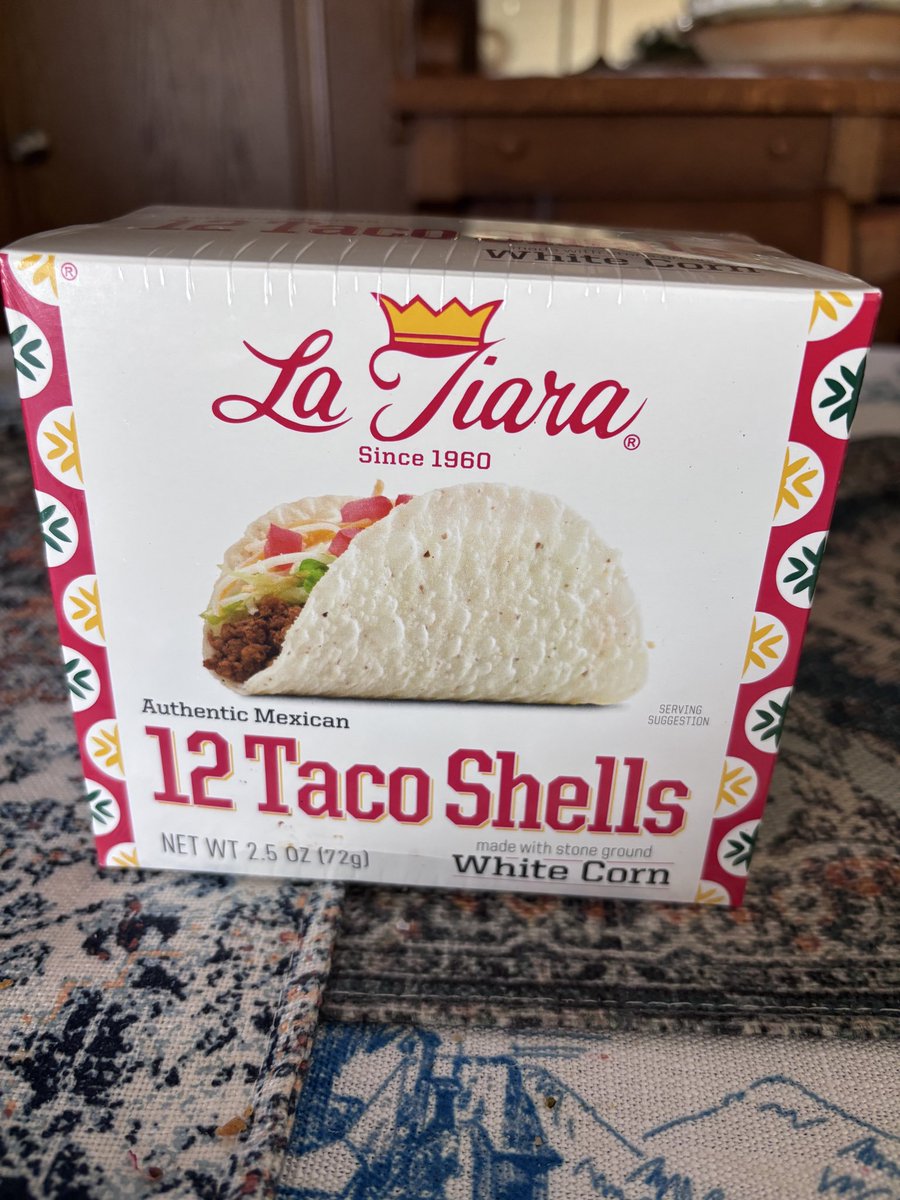 12 Taco
White Corn
®
La Tiara®
Since 1960
SERVING
SUGGESTION
Authentic Mexican
12 Taco Shells
NET WT 2.5 OZ (72g)
made with stone ground
White Corn